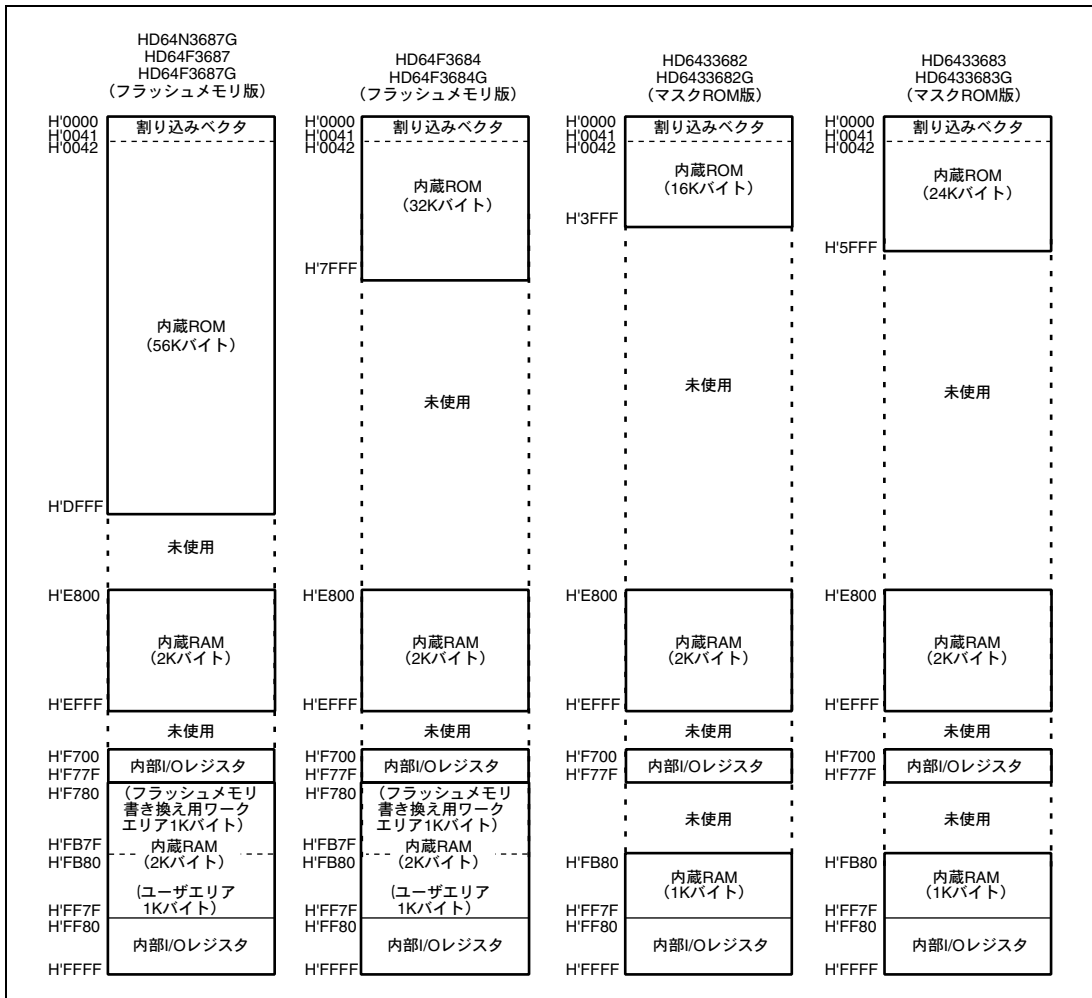 HD64N3687G
HD64F3687
HD64F3687G
（フラッシュメモリ版）
H'0000
H'0041
H'0042
割り込みベクタ
内蔵ROM
（56Kバイト）
H'DFFF
未使用
H'E800
内蔵RAM
（2Kバイト）
H'EFFF
未使用
H'F700
H'F77F
内部I/Oレジスタ
H'F780
（フラッシュメモリ
書き換え用ワーク
エリア1Kバイト）
H'FB7F
H'FB80
内蔵RAM
（2Kバイト）
（ユーザエリア
1Kバイト）
H'FF7F
H'FF80
内部I/Oレジスタ
H'FFFF
HD64F3684
HD64F3684G
（フラッシュメモリ版）
H'0000
H'0041
H'0042
割り込みベクタ
内蔵ROM
（32Kバイト）
H'7FFF
未使用
H'E800
内蔵RAM
（2Kバイト）
H'EFFF
未使用
H'F700
H'F77F
内部I/Oレジスタ
H'F780
（フラッシュメモリ
書き換え用ワーク
エリア1Kバイト）
H'FB7F
H'FB80
内蔵RAM
（2Kバイト）
（ユーザエリア
1Kバイト）
H'FF7F
H'FF80
内部I/Oレジスタ
H'FFFF
HD6433682
HD6433682G
（マスクROM版）
H'0000
H'0041
H'0042
割り込みベクタ
内蔵ROM
（16Kバイト）
H'3FFF
未使用
H'E800
内蔵RAM
（2Kバイト）
H'EFFF
未使用
H'F700
H'F77F
内部I/Oレジスタ
未使用
H'FB80
内蔵RAM
（1Kバイト）
H'FF7F
H'FF80
内部I/Oレジスタ
H'FFFF
HD6433683
HD6433683G
（マスクROM版）
H'0000
H'0041
H'0042
割り込みベクタ
内蔵ROM
（24Kバイト）
H'5FFF
未使用
H'E800
内蔵RAM
（2Kバイト）
H'EFFF
未使用
H'F700
H'F77F
内部I/Oレジスタ
未使用
H'FB80
内蔵RAM
（1Kバイト）
H'FF7F
H'FF80
内部I/Oレジスタ
H'FFFF